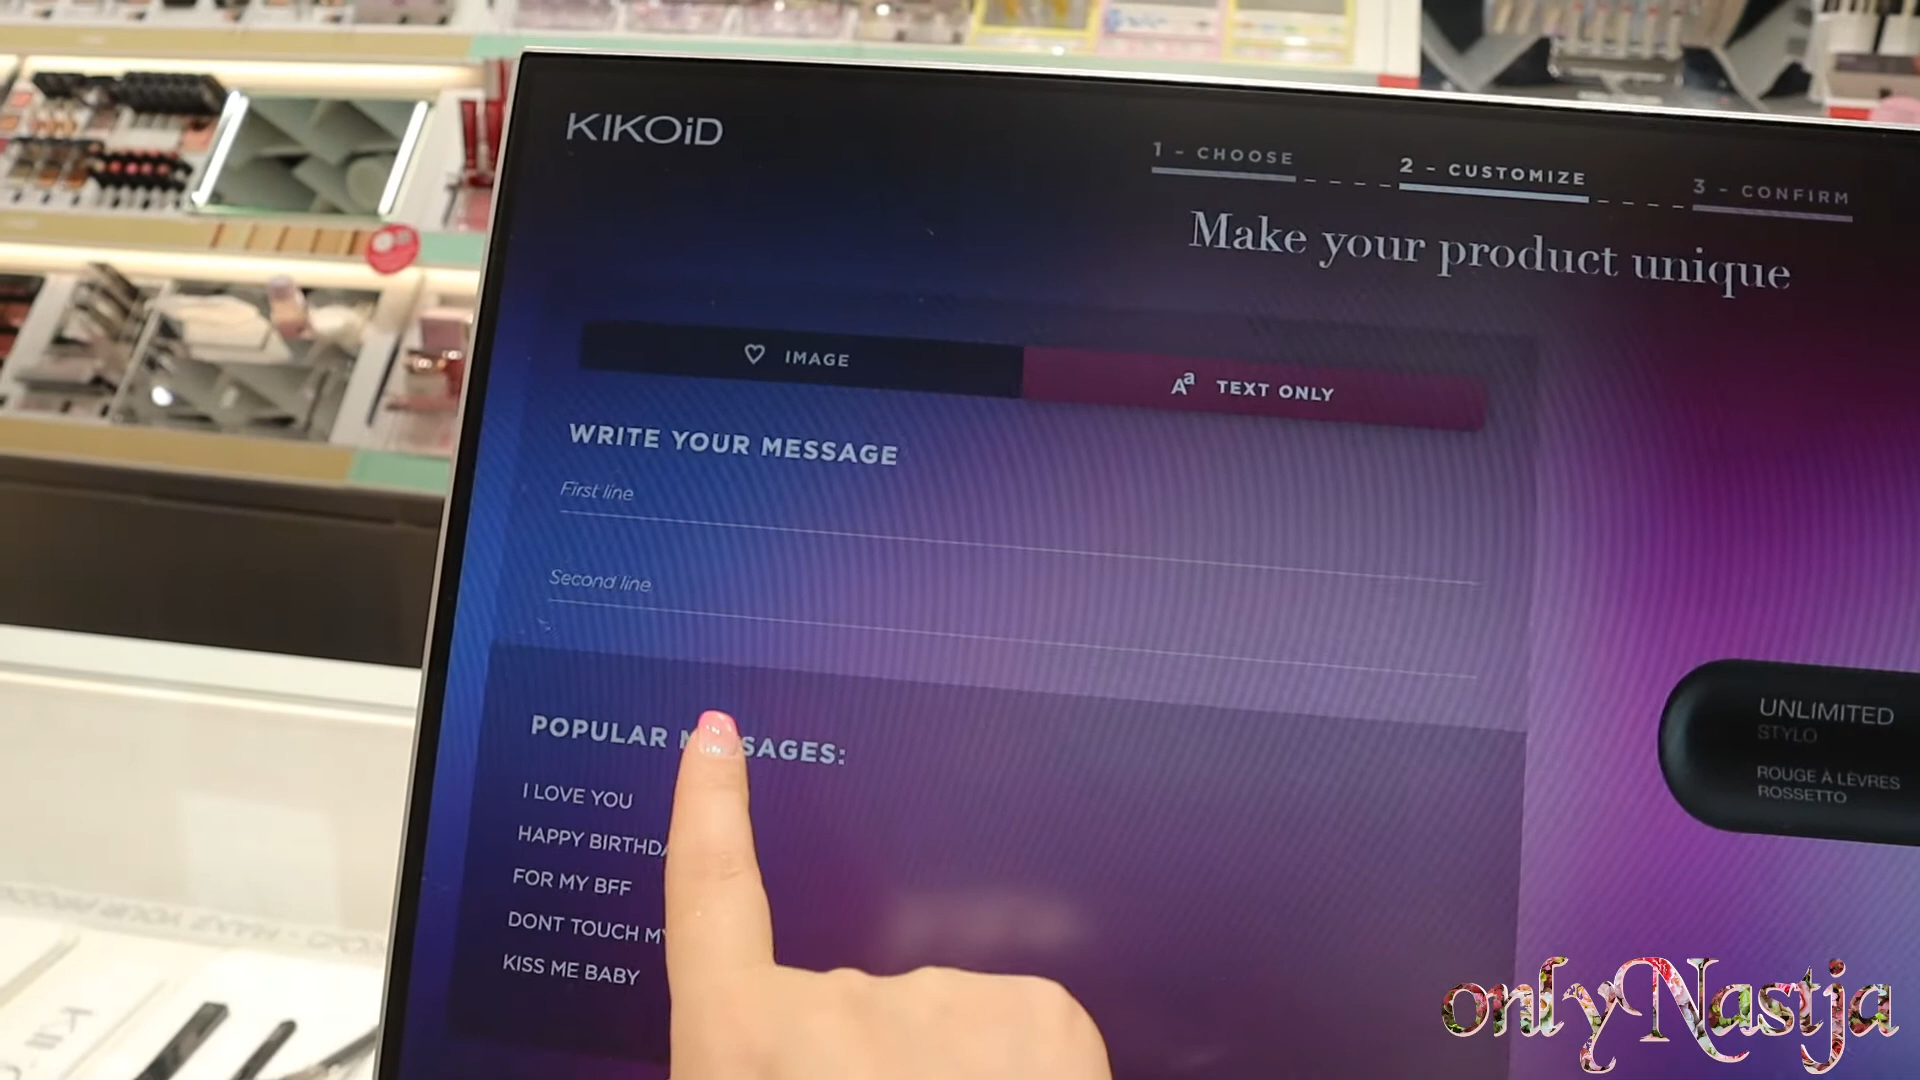 KIKOiD
1 - CHOOSE
2 - CUSTOMIZE
3 - CONFIRM
Make your product unique
IMAGE
Aa TEXT ONLY
WRITE YOUR MESSAGE
First line
Second line
POPULAR
I LOVE YOU
HAPPY
FOR MY BFF
DONT TOUCH MY
KISS ME BABY
UNLIMITED
STYLO
ROUGE À LÈVRES
ROSSETTO
onlyNastja